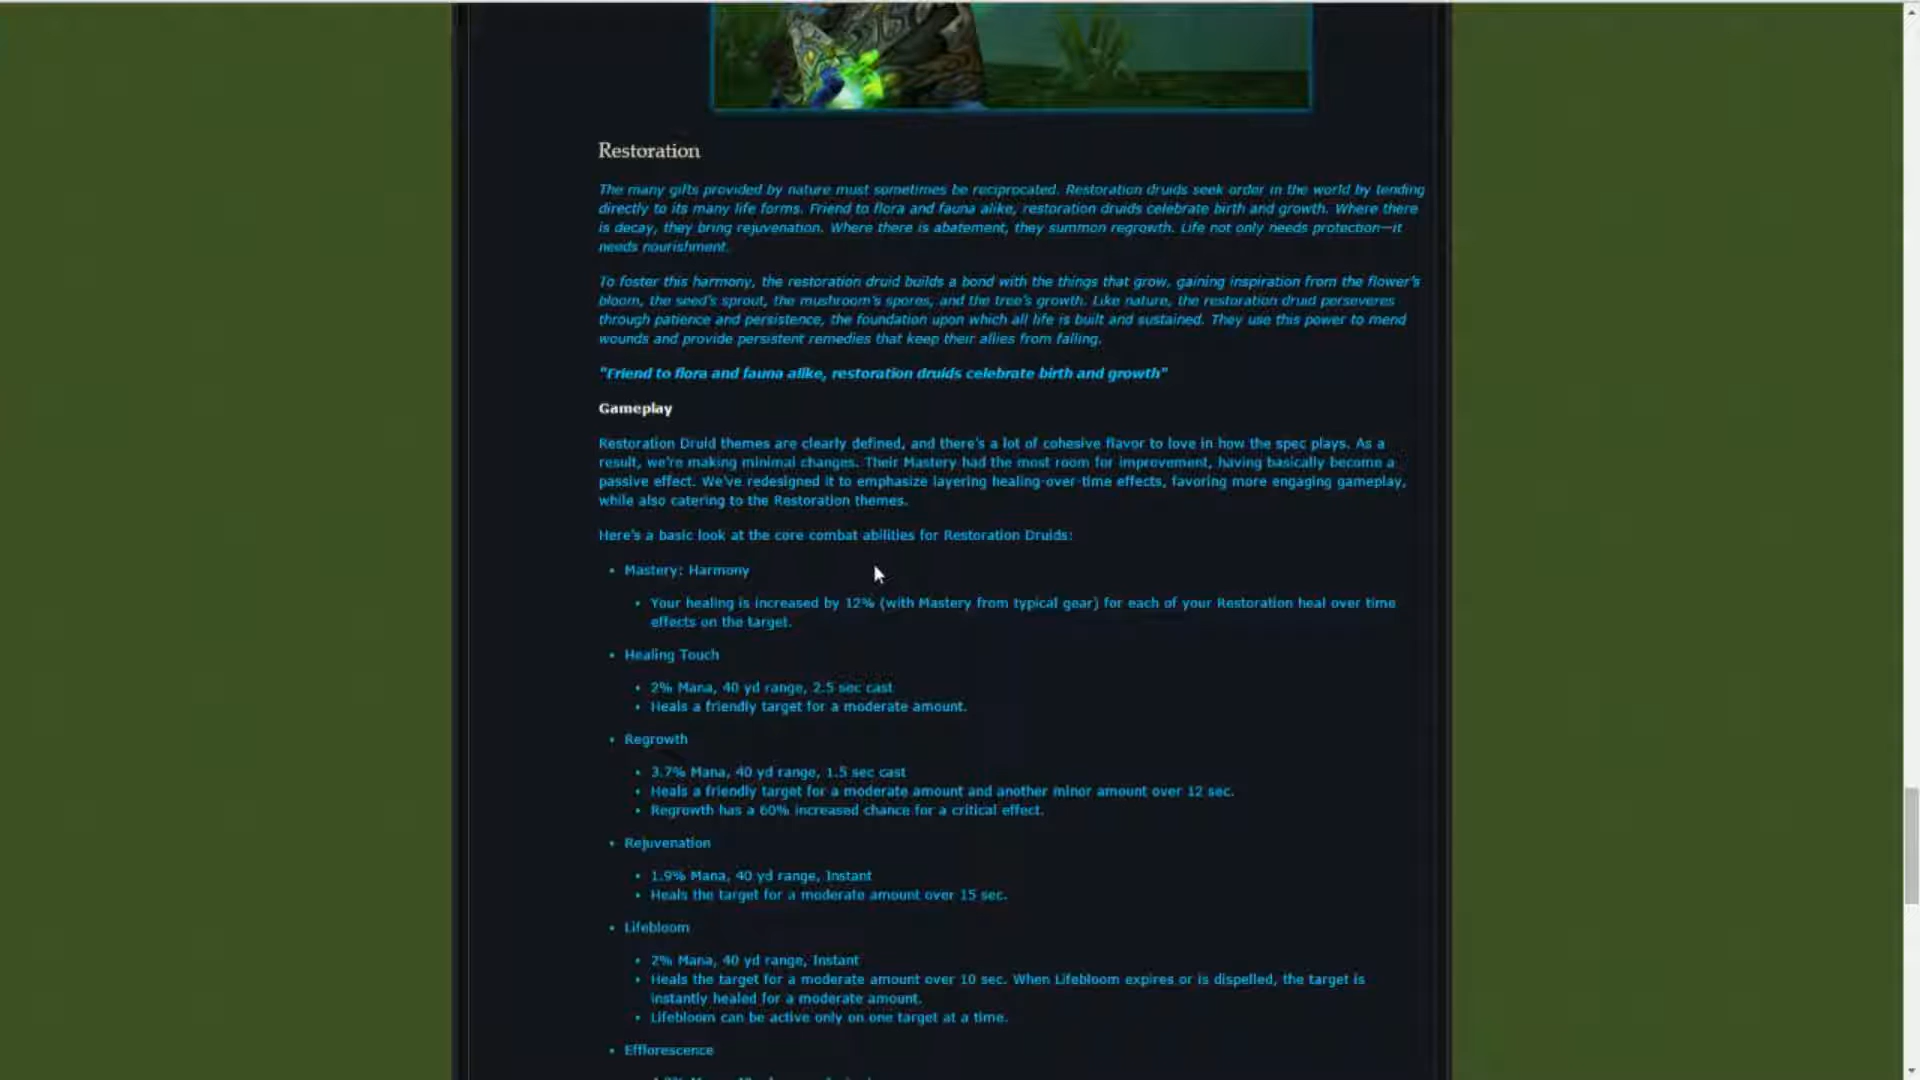 Restoration
The many gifts provided by nature must sometimes be reciprocated. Restoration druids seek order in the world by tending
directly to its many life forms. Friend to flora and fauna alike, restoration druids celebrate birth and growth. Where there
is decay, they bring rejuvenation. Where there is abatement, they summon regrowth. Life not only needs protection—it
needs nourishment.
To foster this harmony, the restoration druid builds a bond with the things that grow, gaining inspiration from the flower's
bloom, the seed's sprout, the mushroom's spores, and the tree's growth. Like nature, the restoration druid perseveres
through patience and persistence, the foundation upon which all life is built and sustained. They use this power to mend
wounds and provide persistent remedies that keep their allies from falling.
"Friend to flora and fauna alike, restoration druids celebrate birth and growth"
Gameplay
Restoration Druid themes are clearly defined, and there's a lot of cohesive flavor to love in how the spec plays. As a
result, we're making minimal changes. Their Mastery had the most room for improvement, having basically become a
passive effect. We've redesigned it to emphasize layering healing-over-time effects, favoring more engaging gameplay,
while also catering to the Restoration themes.
Here's a basic look at the core combat abilities for Restoration Druids:
• Mastery: Harmony
• Your healing is increased by 12% (with Mastery from typical gear) for each of your Restoration heal over time
effects on the target.
• Healing Touch
• 2% Mana, 40 yd range, 2.5 sec cast
• Heals a friendly target for a moderate amount.
• Regrowth
• 3.7% Mana, 40 yd range, 1.5 sec cast
• Heals a friendly target for a moderate amount and another minor amount over 12 sec.
• Regrowth has a 60% increased chance for a critical effect.
• Rejuvenation
• 1.9% Mana, 40 yd range, Instant
• Heals the target for a moderate amount over 15 sec.
• Lifebloom
• 2% Mana, 40 yd range, Instant
• Heals the target for a moderate amount over 10 sec. When Lifebloom expires or is dispelled, the target is
instantly healed for a moderate amount.
• Lifebloom can be active only on one target at a time.
• Efflorescence